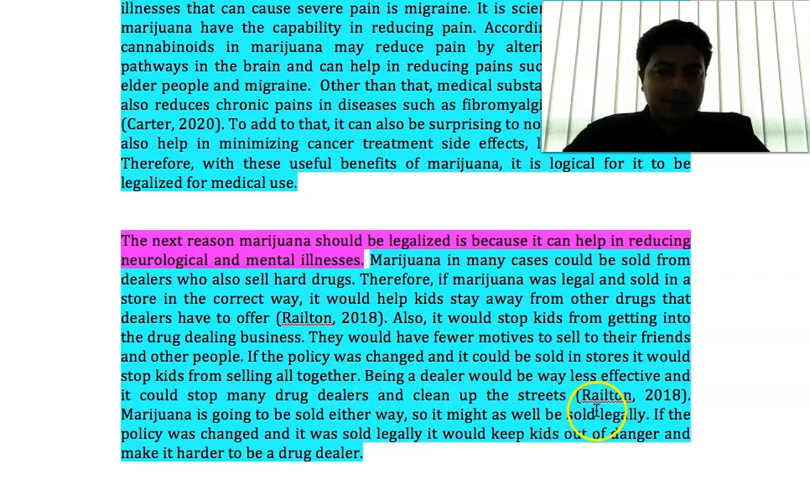 illnesses that can cause severe pain is migraine. It is
marijuana have the capability in reducing pain.
cannabinoids in marijuana may reduce pain by
pathways in the brain and can help in reducing pains
elder people and migraine. Other than that, medical
also reduces chronic pains in diseases such as
(Carter, 2020). To add to that, it can also be surprising to
also help in minimizing cancer treatment side effects,
Therefore, with these useful benefits of marijuana, it is logical for it to be
legalized for medical use.
The next reason marijuana should be legalized is because it can help in reducing
neurological and mental illnesses. Marijuana in many cases could be sold from
dealers who also sell hard drugs. Therefore, if marijuana was legal and sold in a
store in the correct way, it would help kids stay away from other drugs that
dealers have to offer (Railton, 2018). Also, it would stop kids from getting into
the drug dealing business. They would have fewer motives to sell to their friends
and other people. If the policy was changed and it could be sold in stores it would
stop kids from selling all together. Being a dealer would be way less effective and
it could stop many drug dealers and clean up the streets (Railton, 2018).
Marijuana is going to be sold either way, so it might as well be sold legally. If the
policy was changed and it was sold legally it would keep kids out of danger and
make it harder to be a drug dealer.